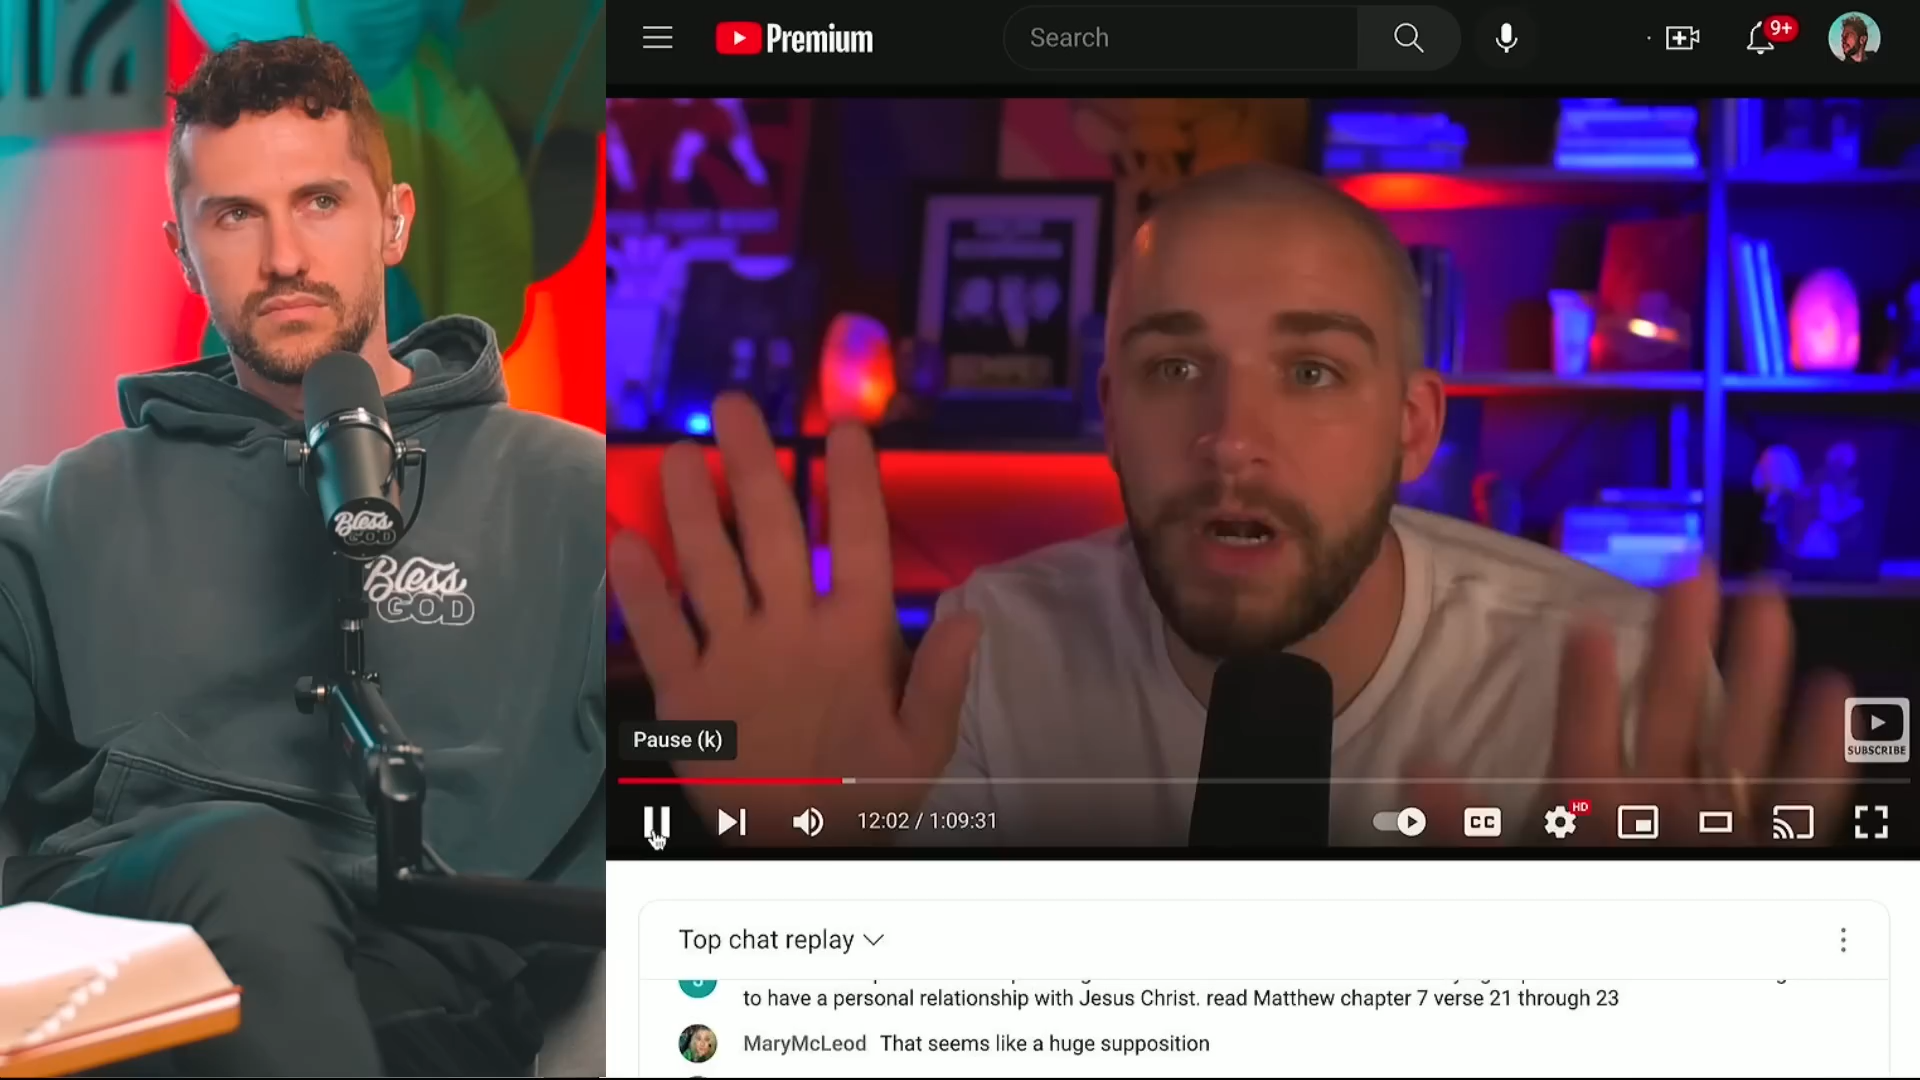 Premium
Search
9+
Bless
GOD
Bless
GOD
Pause (k)
SUBSCRIBE
12:02 / 1:09:31
CC
HD
Top chat replay
to have a personal relationship with Jesus Christ. read Matthew chapter 7 verse 21 through 23
MaryMcLeod That seems like a huge supposition